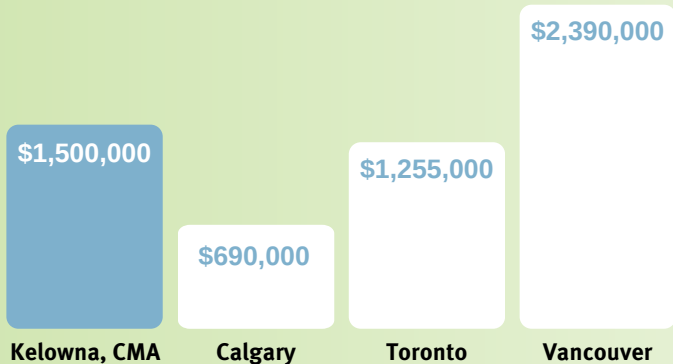 $2,390,000
$1,500,000
$1,255,000
$690,000
Kelowna, CMA Calgary Toronto Vancouver